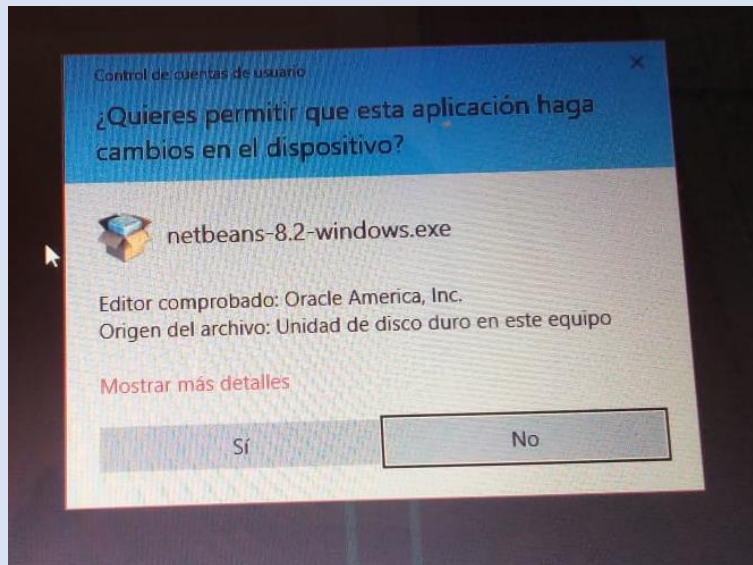 Control de cuentas de usuario
¿Quieres permitir que esta aplicación haga
cambios en el dispositivo?
netbeans-8.2-windows.exe
Editor comprobado: Oracle America, Inc.
Origen del archivo: Unidad de disco duro en este equipo
Mostrar más detalles
Sí
No